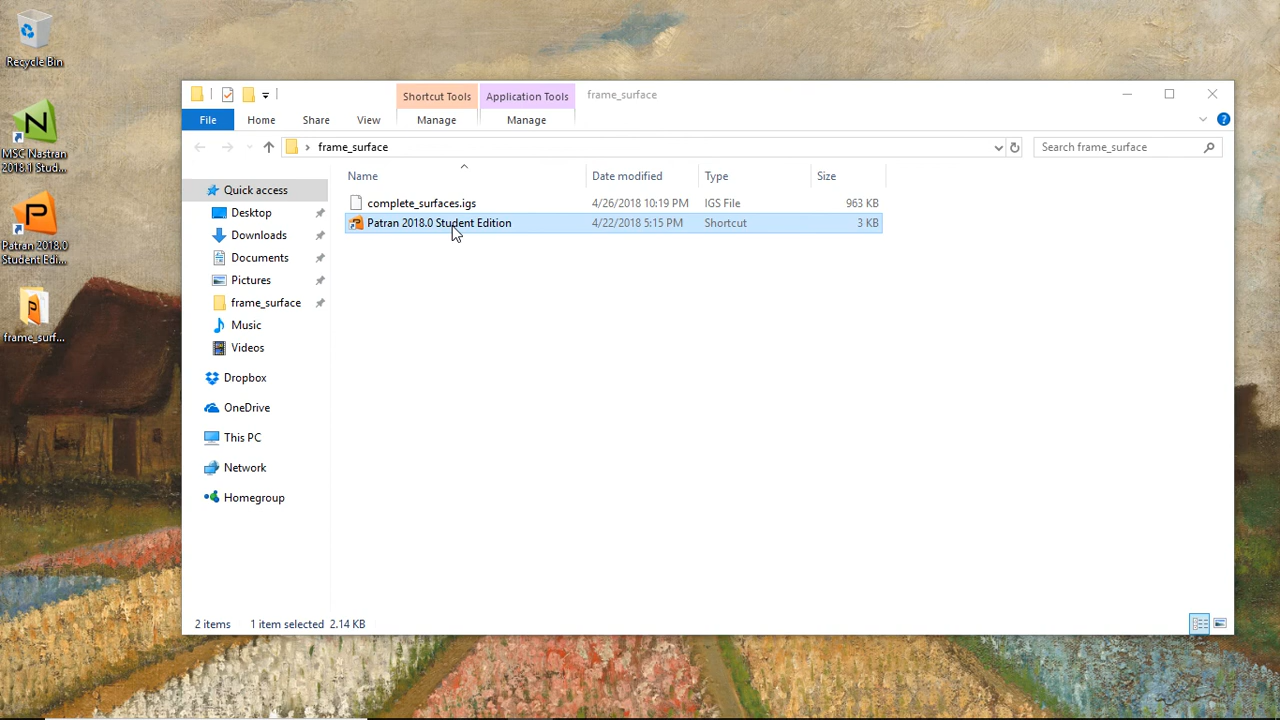 Recycle Bin
MSC Nastran
2018.1 Stud...
Patran 2018.0
Student Edi...
frame_surf...
Shortcut Tools
Application Tools
frame_surface
File
Home
Share
View
Manage
Manage
frame_surface
Search frame_surface
Name
Date modified
Type
Size
complete_surfaces.igs
4/26/2018 10:19 PM
IGS File
963 KB
Patran 2018.0 Student Edition
4/22/2018 5:15 PM
Shortcut
3 KB
Quick access
Desktop
Downloads
Documents
Pictures
frame_surface
Music
Videos
Dropbox
OneDrive
This PC
Network
Homegroup
2 items
1 item selected
2.14 KB